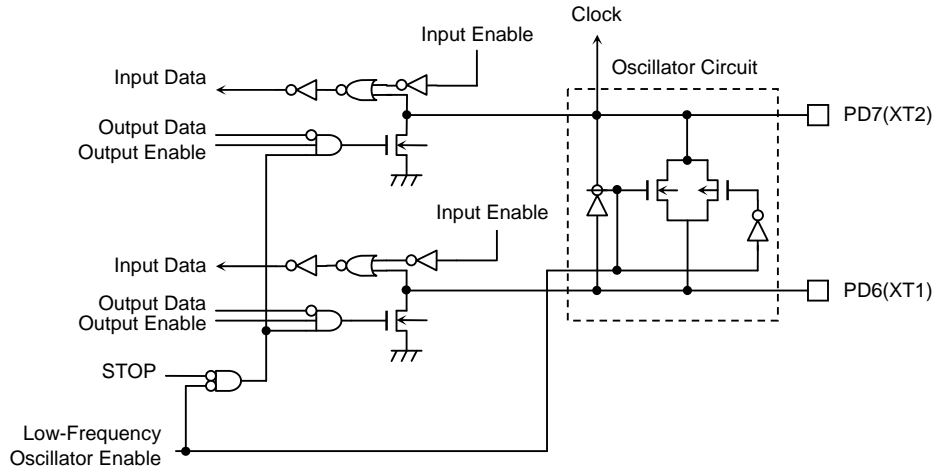 Clock
Input Enable
Oscillator Circuit
Input Data
PD7(XT2)
Output Data
Output Enable
Input Enable
Input Data
PD6(XT1)
Output Data
Output Enable
STOP
Low-Frequency
Oscillator Enable